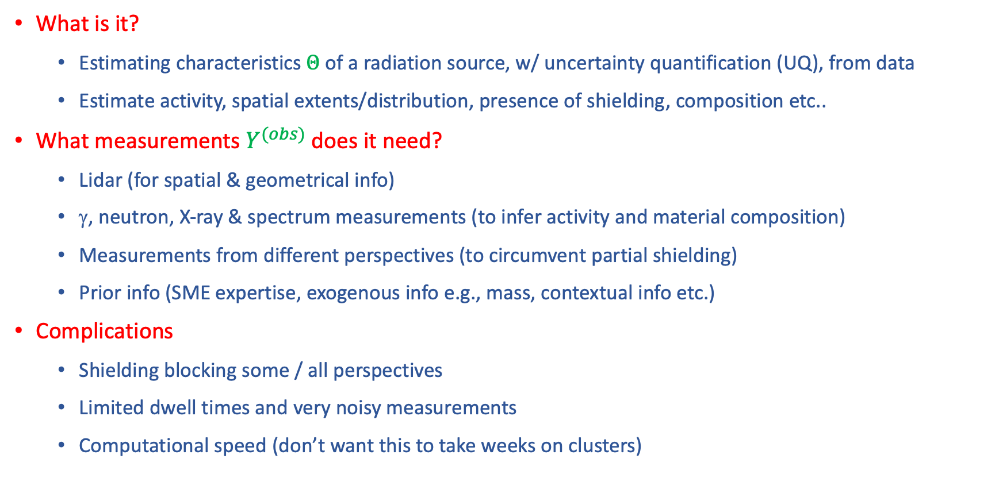 • What is it?
• Estimating characteristics Θ of a radiation source, w/ uncertainty quantification (UQ), from data
• Estimate activity, spatial extents/distribution, presence of shielding, composition etc..
• What measurements Y^(obs) does it need?
• Lidar (for spatial & geometrical info)
• γ, neutron, X-ray & spectrum measurements (to infer activity and material composition)
• Measurements from different perspectives (to circumvent partial shielding)
• Prior info (SME expertise, exogenous info e.g., mass, contextual info etc.)
• Complications
• Shielding blocking some / all perspectives
• Limited dwell times and very noisy measurements
• Computational speed (don’t want this to take weeks on clusters)